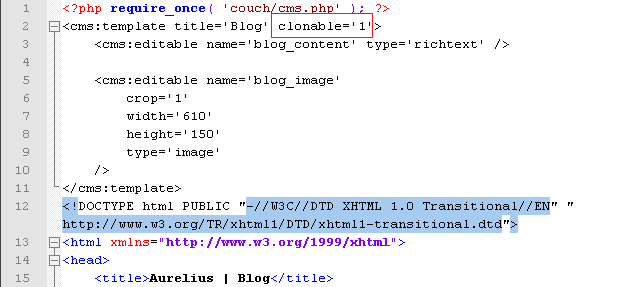 1 <?php require_once( 'couch/cms.php' ); ?>
2 <cms:template title='Blog' clonable='1'>
3 <cms:editable name='blog_content' type='richtext' />
4
5 <cms:editable name='blog_image'
6 crop='1'
7 width='610'
8 height='150'
9 type='image'
10 />
11 </cms:template>
12 <!DOCTYPE html PUBLIC "-//W3C//DTD XHTML 1.0 Transitional//EN" "
http://www.w3.org/TR/xhtml1/DTD/xhtml1-transitional.dtd">
13 <html xmlns="http://www.w3.org/1999/xhtml">
14 <head>
15 <title>Aurelius | Blog</title>